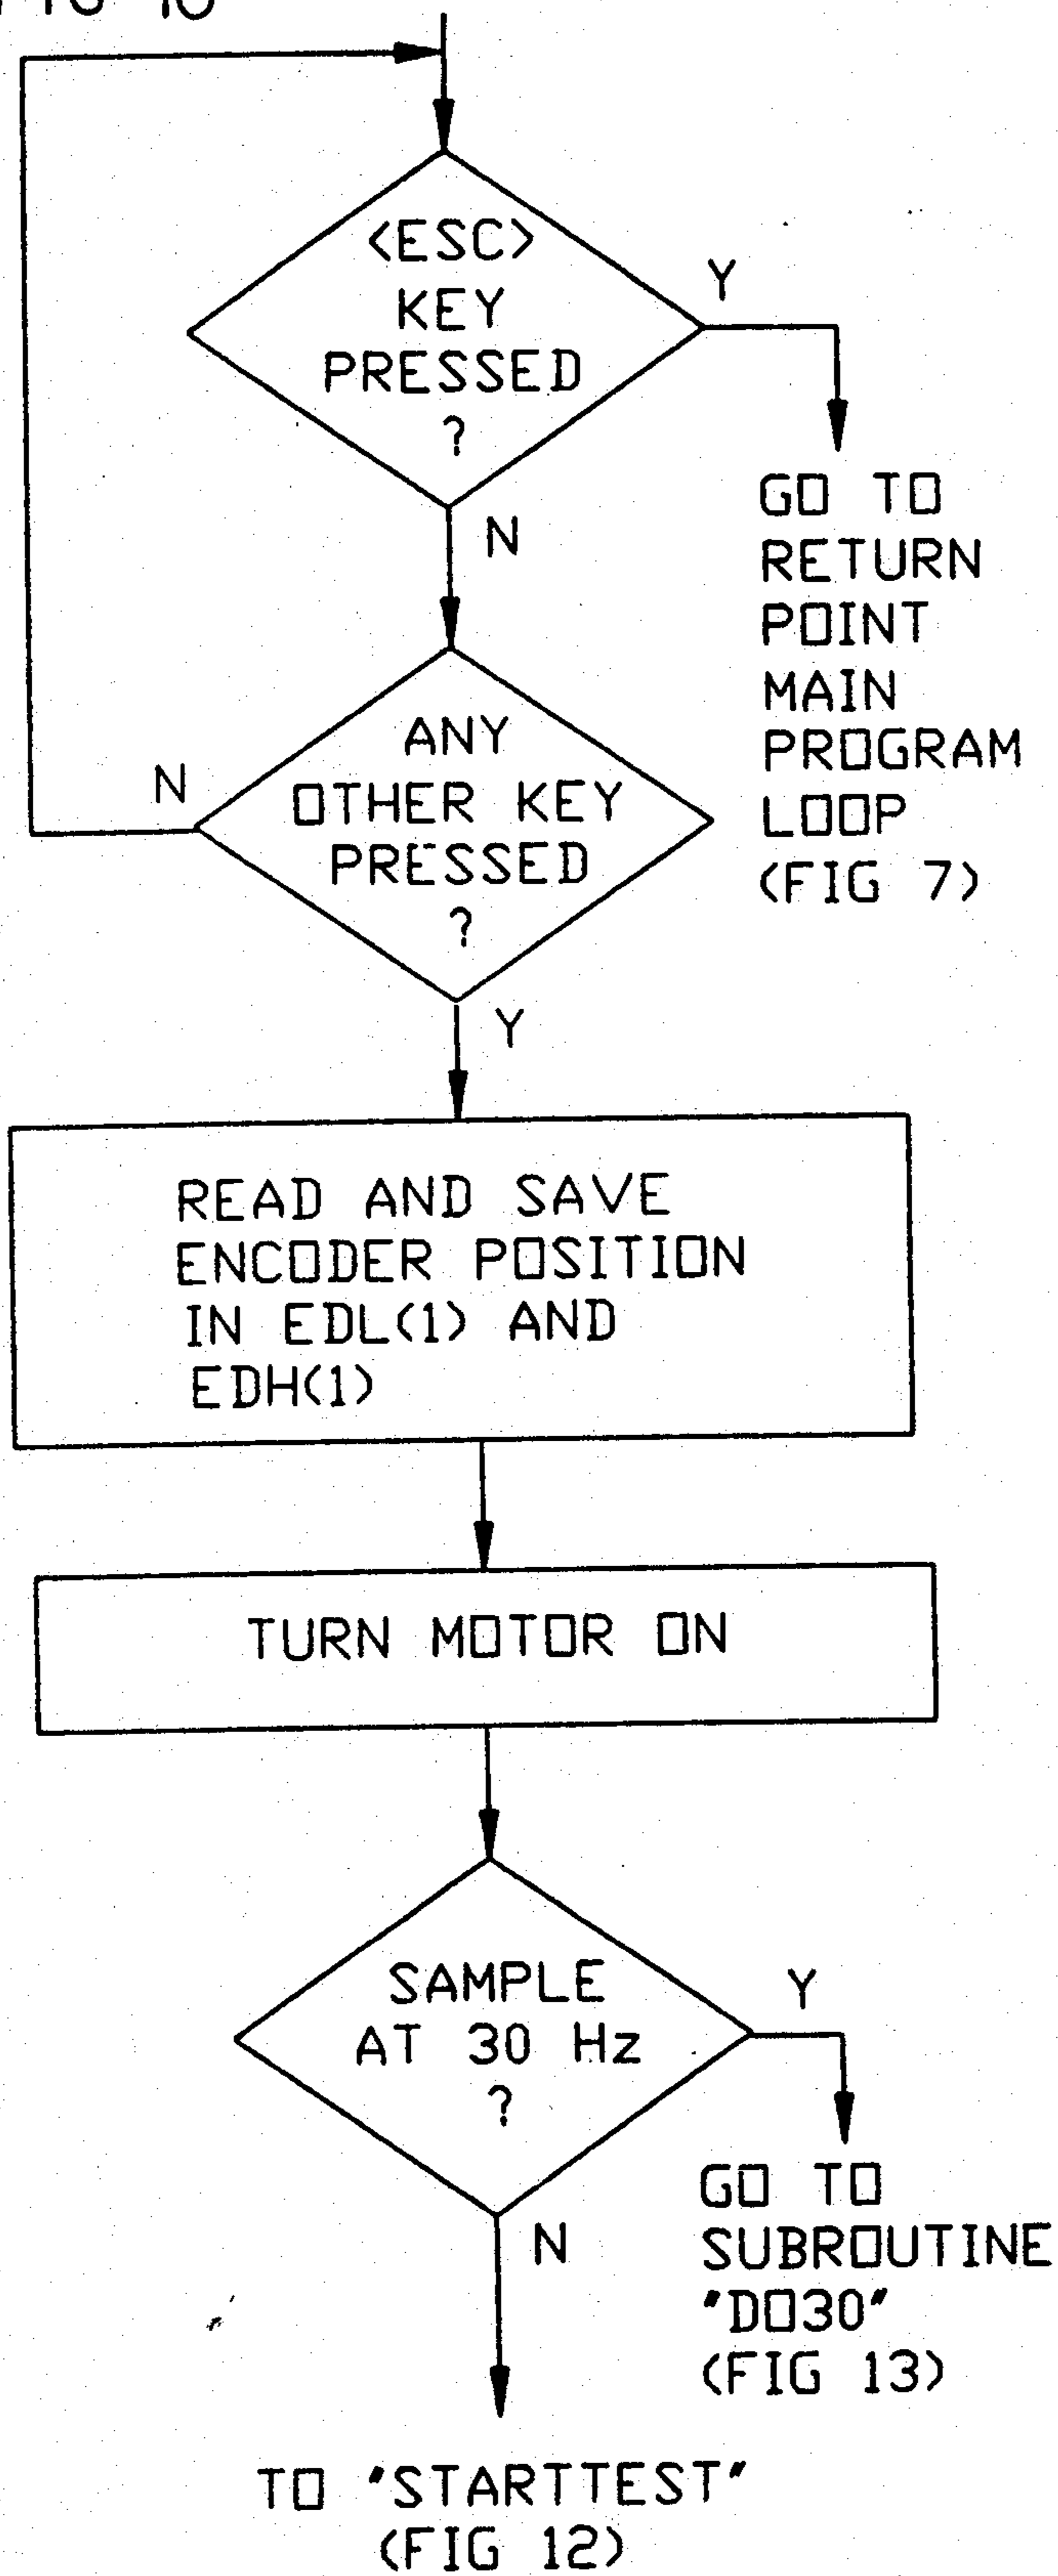 FIG 10
<ESC>
KEY
PRESSED
?
Y
N
GO TO
RETURN
POINT
MAIN
PROGRAM
LOOP
(FIG 7)
ANY
OTHER KEY
PRESSED
?
N
Y
READ AND SAVE
ENCODER POSITION
IN EDL(1) AND
EDH(1)
TURN MOTOR ON
SAMPLE
AT 30 Hz
?
Y
N
GO TO
SUBROUTINE
"DO30"
(FIG 13)
TO "STARTTEST"
(FIG 12)